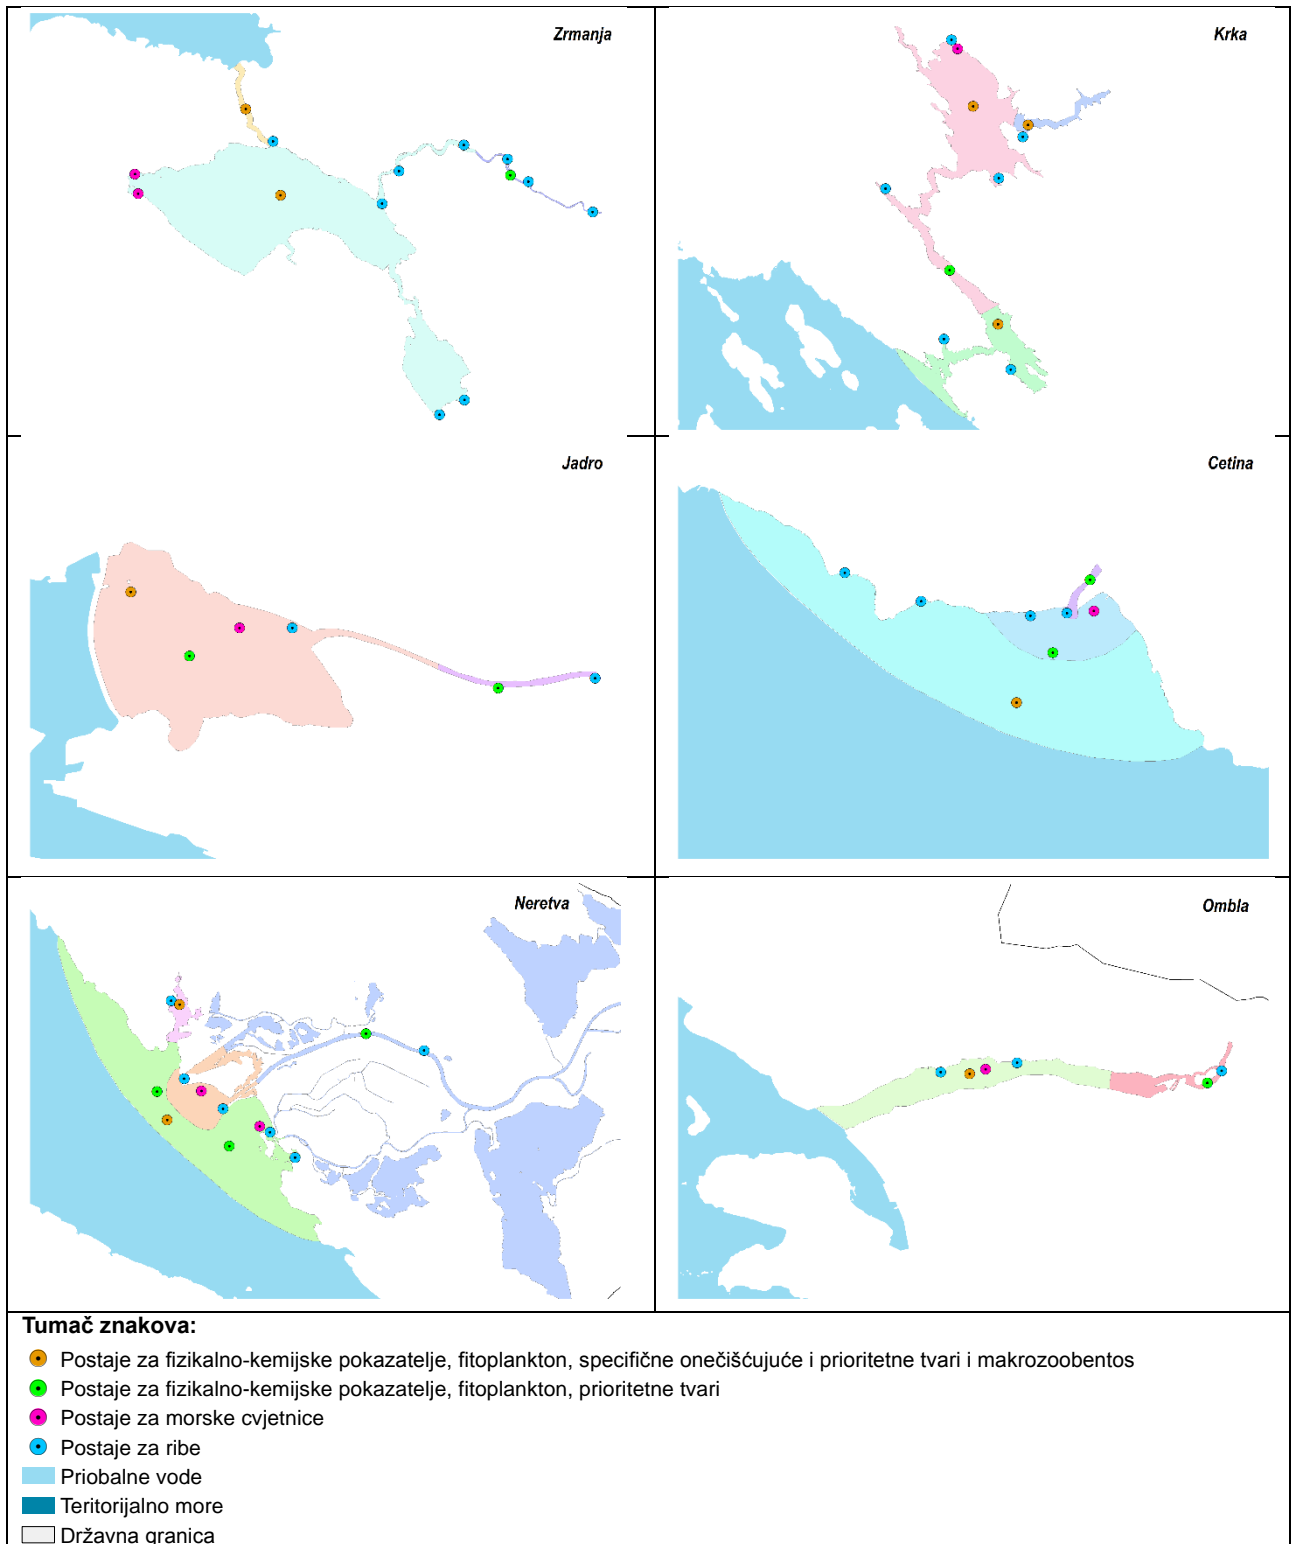 Zrmanja
Krka
Jadro
Cetina
Neretva
Ombla
Tumač znakova:
Postaje za fizikalno-kemijske pokazatelje, fitoplankton, specifične onečišćujuće i prioritetne tvari i makrozoobentos
Postaje za fizikalno-kemijske pokazatelje, fitoplankton, prioritetne tvari
Postaje za morske cvjetnice
Postaje za ribe
Priobalne vode
Teritorijalno more
Državna granica